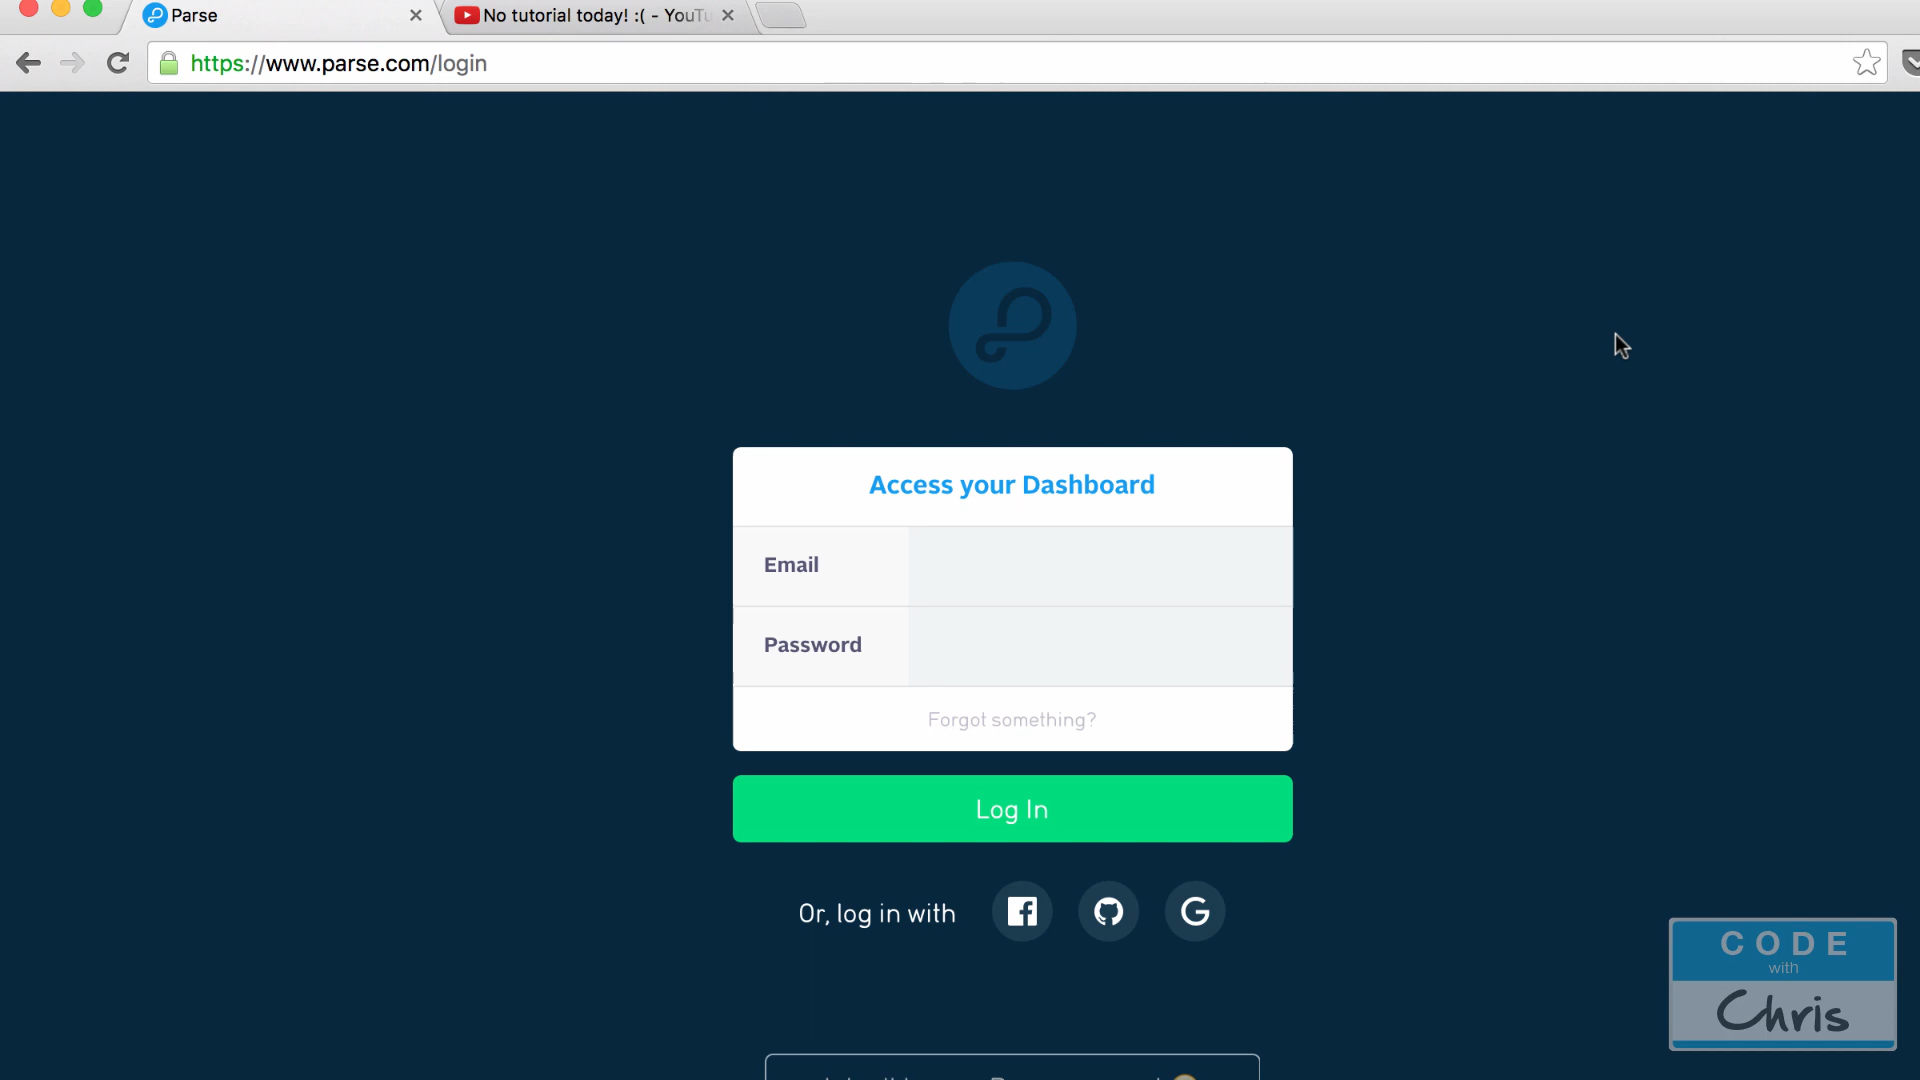 Parse
No tutorial today! :( - YouTu
https://www.parse.com/login
Access your Dashboard
Email
Password
Forgot something?
Log In
Or, log in with
CODE
with
Chris